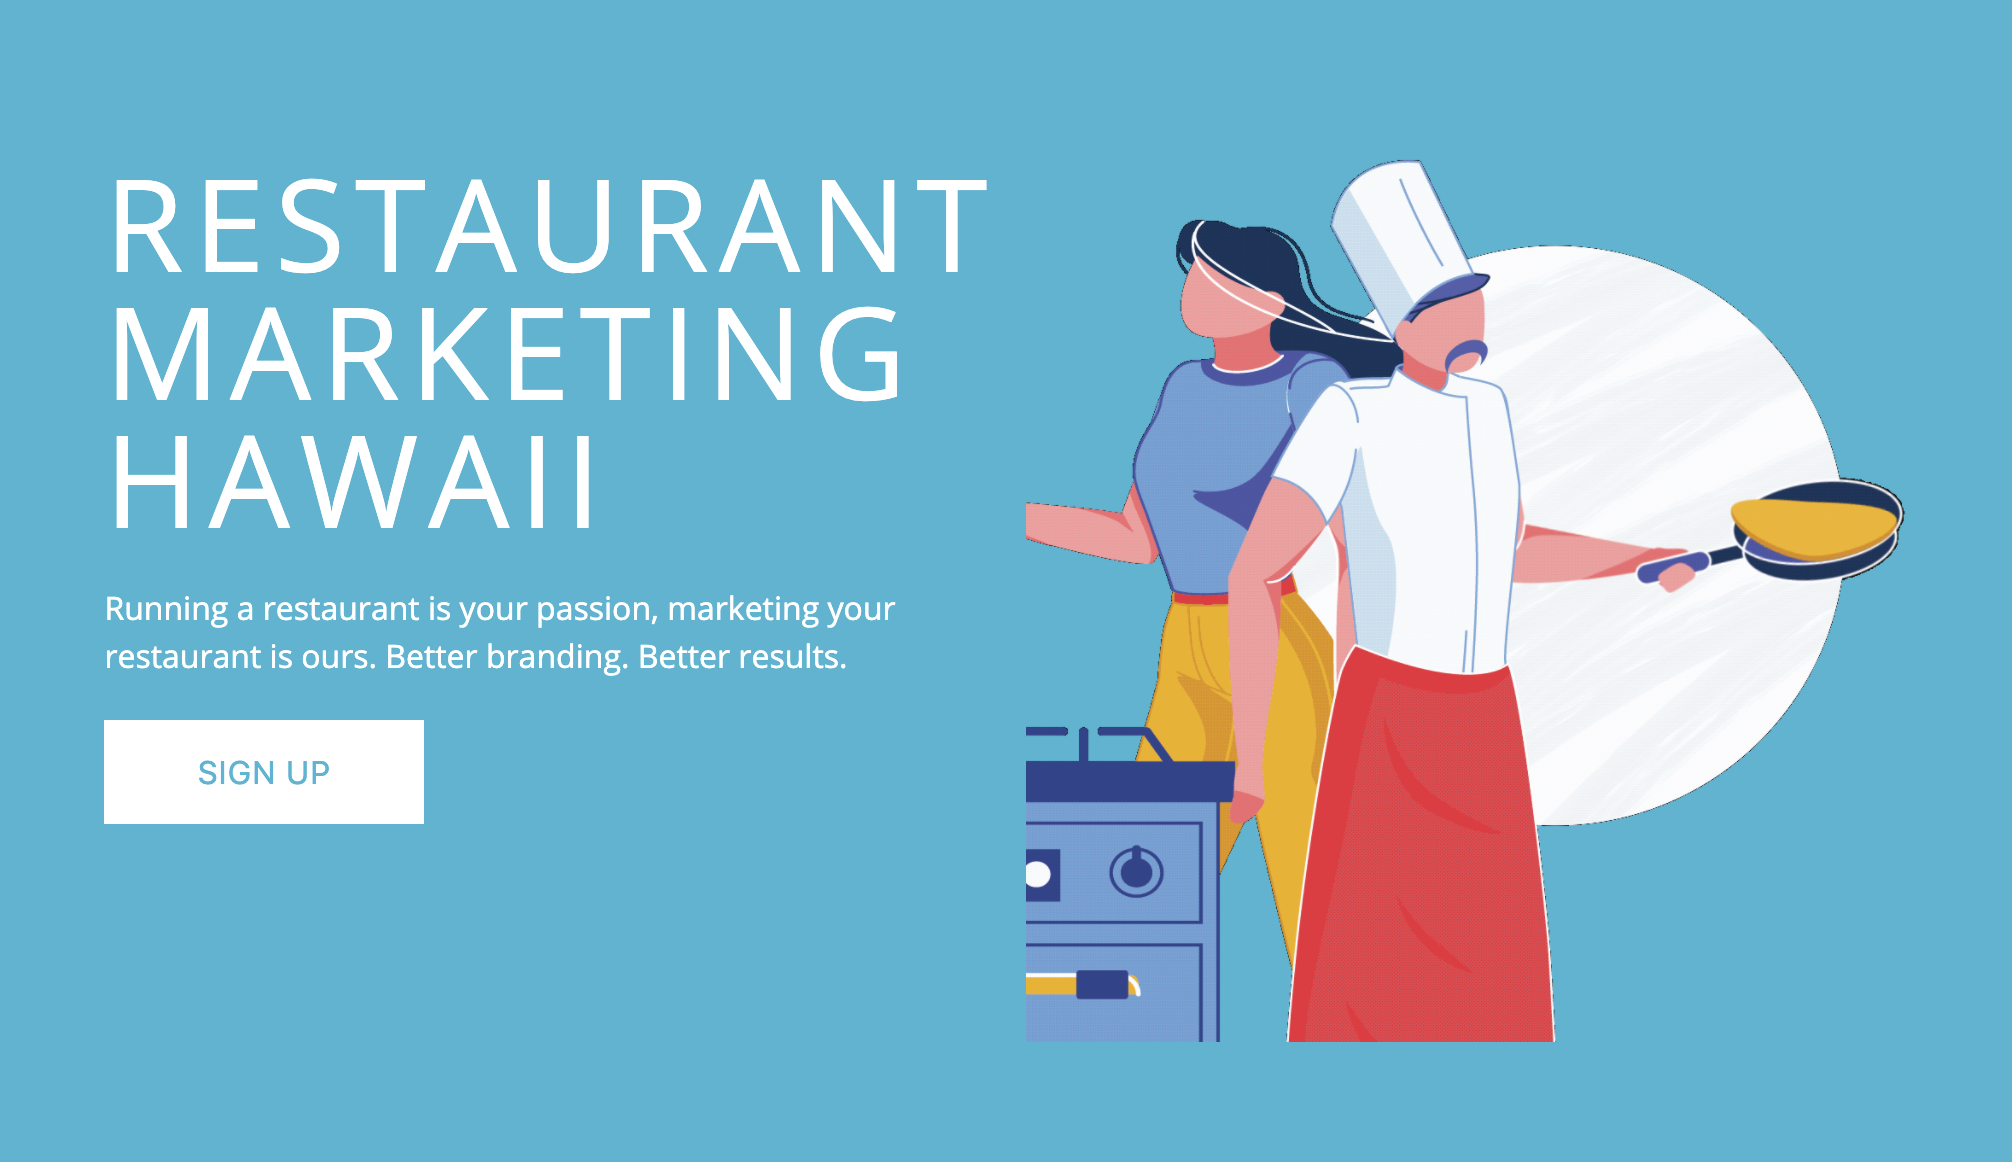 RESTAURANT
MARKETING
HAWAII
Running a restaurant is your passion, marketing your
restaurant is ours. Better branding. Better results.
SIGN UP